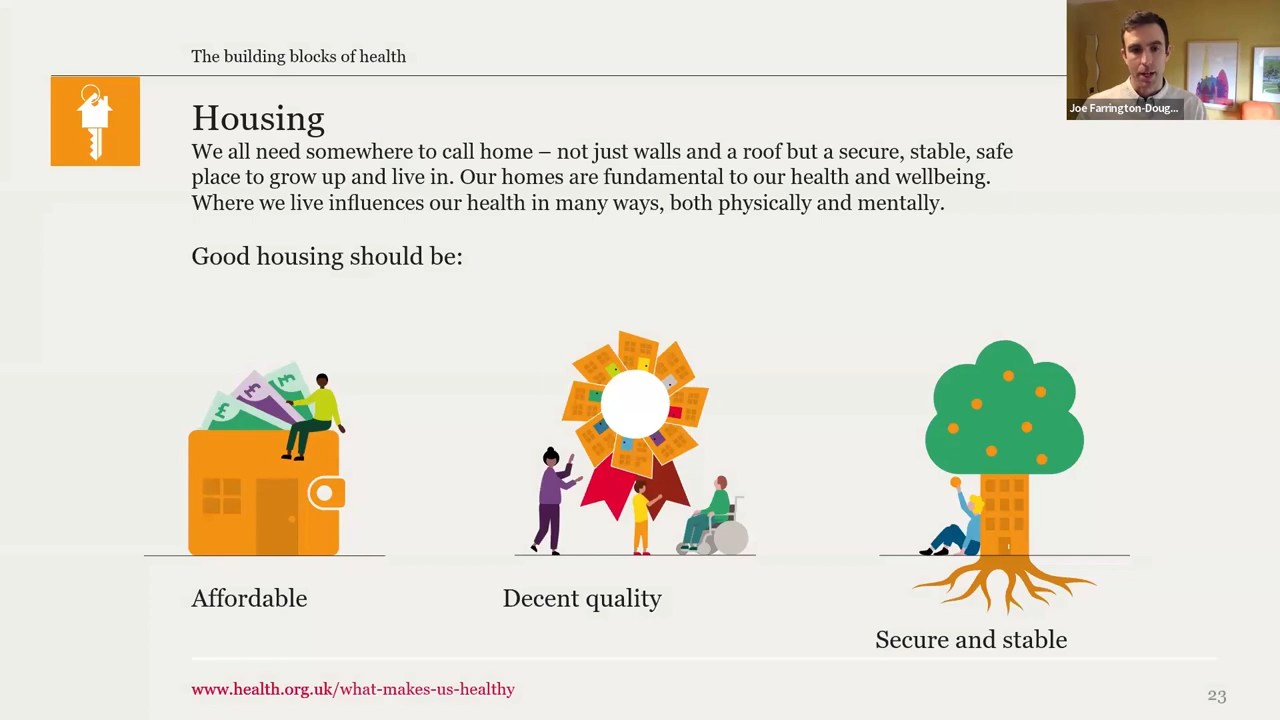 The building blocks of health
Joe Farrington-Doug...
Housing
We all need somewhere to call home – not just walls and a roof but a secure, stable, safe
place to grow up and live in. Our homes are fundamental to our health and wellbeing.
Where we live influences our health in many ways, both physically and mentally.
Good housing should be:
£ £ £
Affordable
Decent quality
Secure and stable
www.health.org.uk/what-makes-us-healthy
23